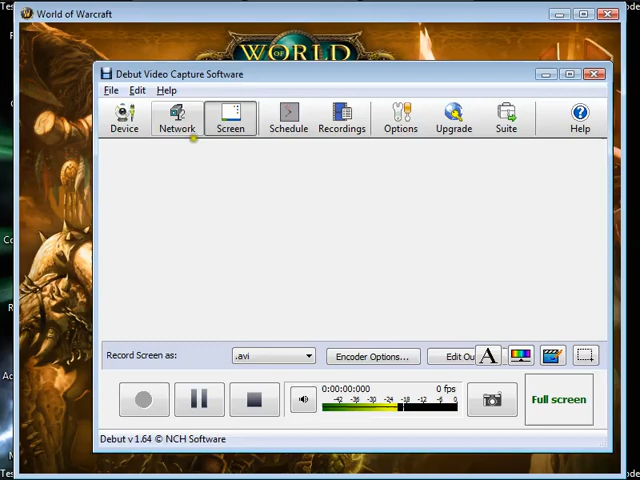 World of Warcraft
WORLD
OF
Debut Video Capture Software
File Edit Help
Device Network Screen Schedule Recordings Options Upgrade Suite Help
Record Screen as: .avi Encoder Options... Edit Ou A
0:00:00:000 0 fps
-42 -36 -30 -24 -18 -12 -6 0
Full screen
Debut v 1.64 © NCH Software